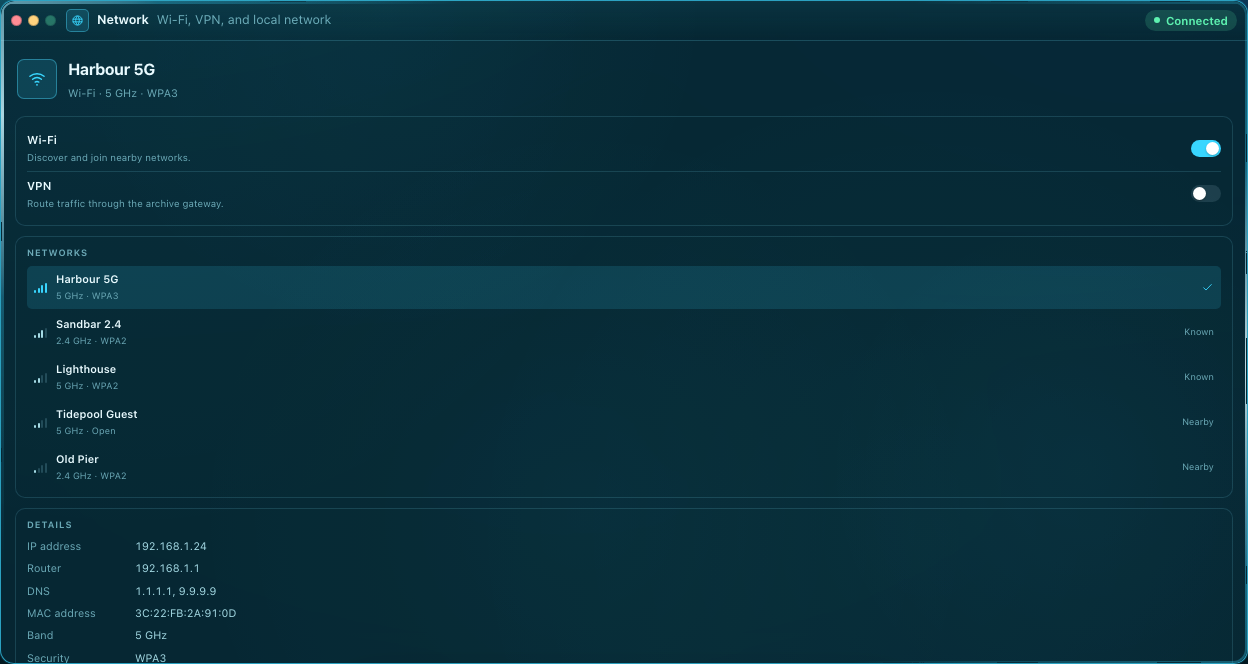 Network Wi-Fi, VPN, and local network Connected
Harbour 5G
Wi-Fi · 5 GHz · WPA3
Wi-Fi
Discover and join nearby networks.
VPN
Route traffic through the archive gateway.
NETWORKS
Harbour 5G
5 GHz · WPA3
Sandbar 2.4
2.4 GHz · WPA2
Known
Lighthouse
5 GHz · WPA2
Known
Tidepool Guest
5 GHz · Open
Nearby
Old Pier
2.4 GHz · WPA2
Nearby
DETAILS
IP address 192.168.1.24
Router 192.168.1.1
DNS 1.1.1.1, 9.9.9.9
MAC address 3C:22:FB:2A:91:0D
Band 5 GHz
Security WPA3